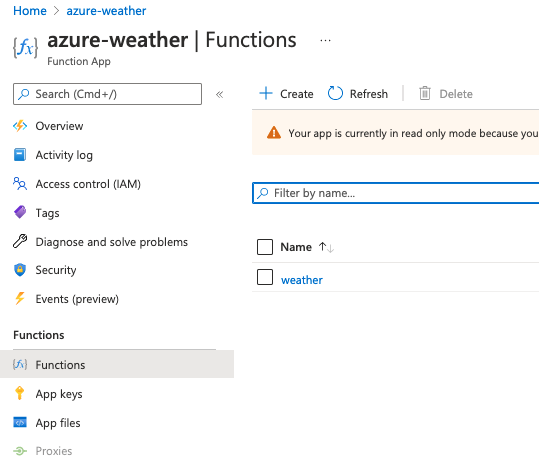 Home > azure-weather
azure-weather | Functions ...
Function App
Search (Cmd+/)
«
Create Refresh Delete
Overview
Your app is currently in read only mode because you
Activity log
Access control (IAM)
Filter by name...
Tags
Diagnose and solve problems
Name ↑↓
Security
weather
Events (preview)
Functions
Functions
App keys
App files
Proxies